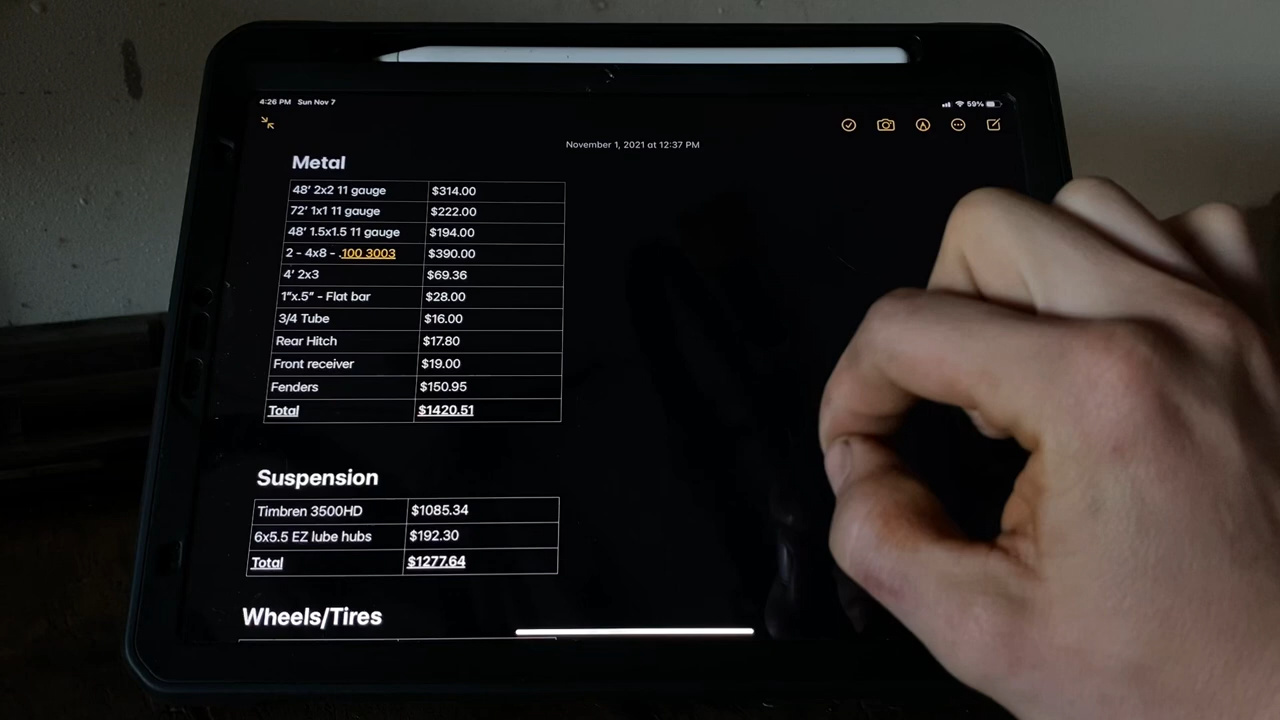 4:26 PM Sun Nov 7
59%
November 1, 2021 at 12:37 PM
Metal
48' 2x2 11 gauge $314.00
72' 1x1 11 gauge $222.00
48' 1.5x1.5 11 gauge $194.00
2 - 4x8 - .100 3003 $390.00
4' 2x3 $69.36
1"x.5" - Flat bar $28.00
3/4 Tube $16.00
Rear Hitch $17.80
Front receiver $19.00
Fenders $150.95
Total $1420.51
Suspension
Timbren 3500HD $1085.34
6x5.5 EZ lube hubs $192.30
Total $1277.64
Wheels/Tires